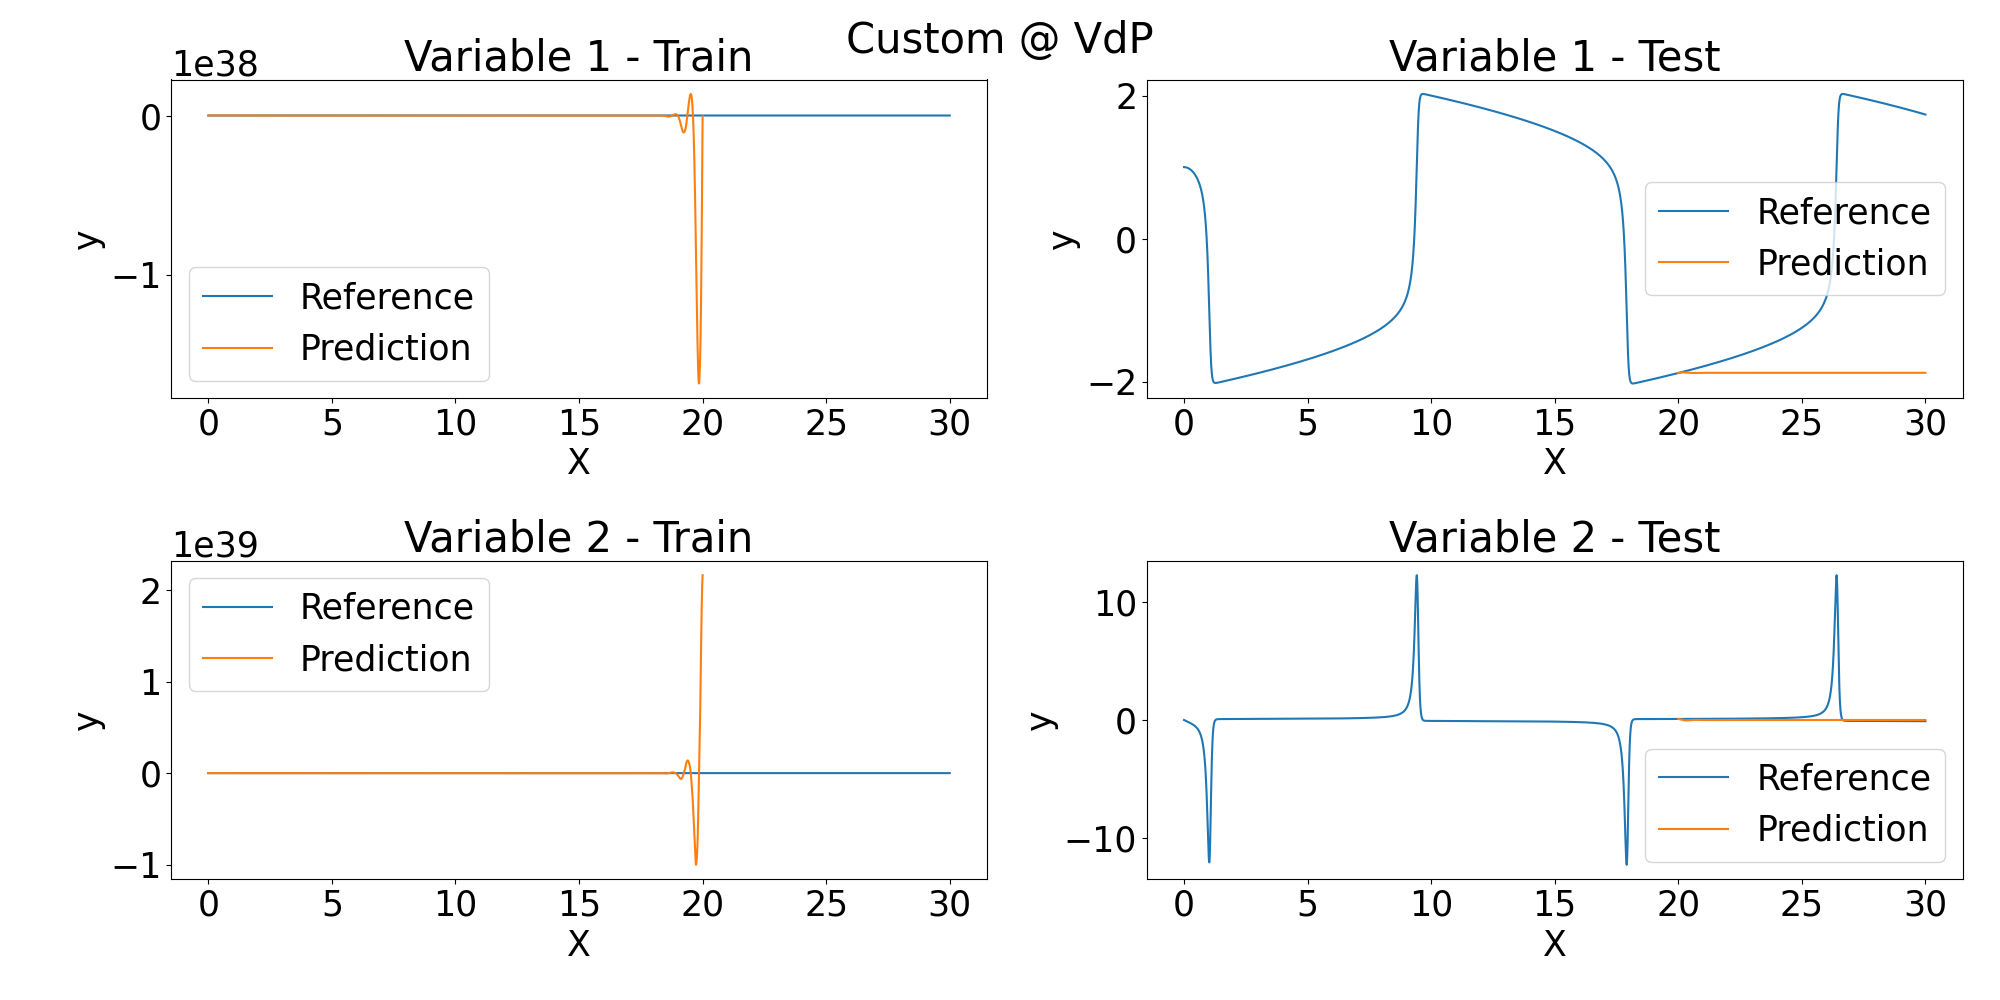 Custom @ VdP
Variable 1 - Train
1e38
0
−1
y
Reference
Prediction
0 5 10 15 20 25 30
X
Variable 1 - Test
2
0
−2
y
Reference
Prediction
0 5 10 15 20 25 30
X
Variable 2 - Train
1e39
2
1
0
−1
y
Reference
Prediction
0 5 10 15 20 25 30
X
Variable 2 - Test
10
0
−10
y
Reference
Prediction
0 5 10 15 20 25 30
X